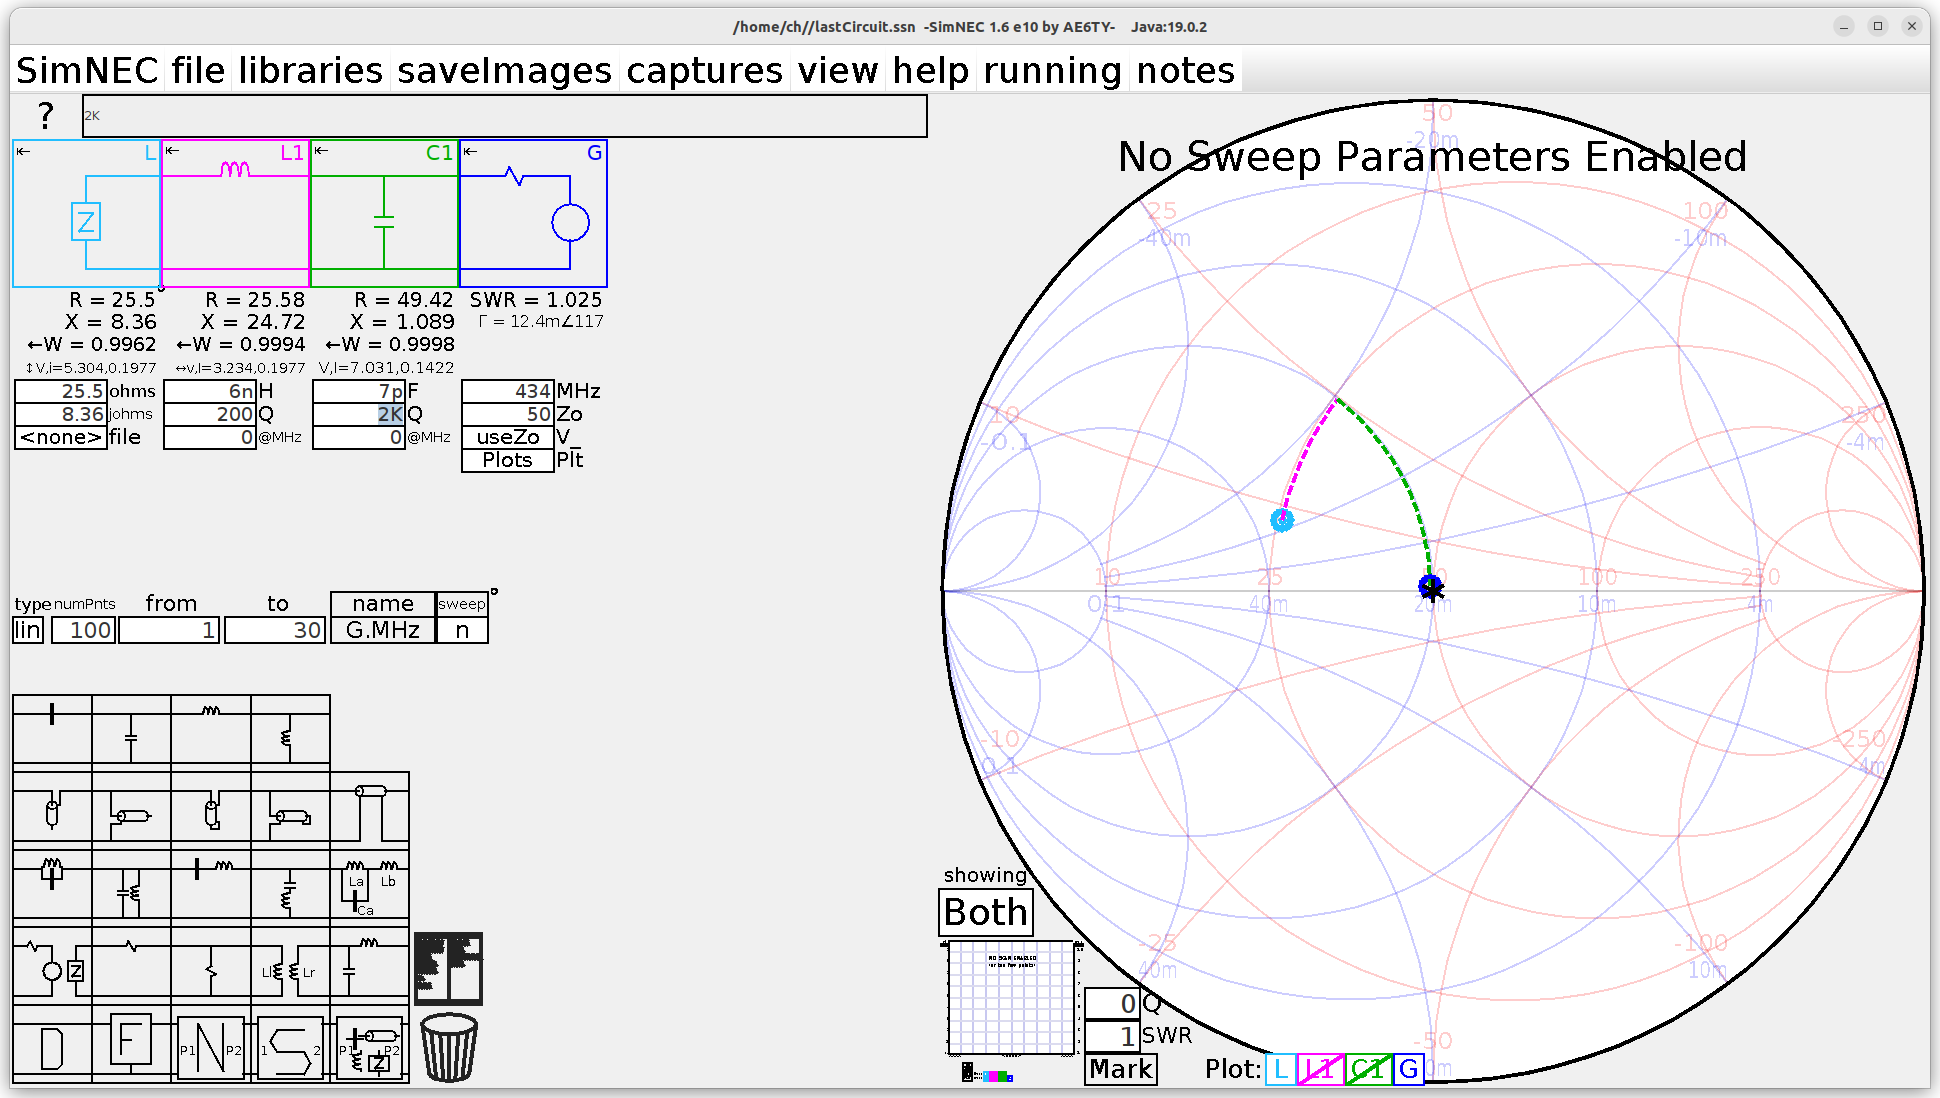 /home/ch//lastCircuit.ssn -SimNEC 1.6 e10 by AE6TY- Java:19.0.2
SimNEC file libraries saveImages captures view help running notes
? 2K
← L ← L1 ← C1 ← G
Z
R = 25.5 R = 25.58 R = 49.42 SWR = 1.025
X = 8.36 X = 24.72 X = 1.089 Γ = 12.4m∠117
←W = 0.9962 ←W = 0.9994 ←W = 0.9998
↕V,i=5.304,0.1977 ↔v,I=3.234,0.1977 V,I=7.031,0.1422
25.5 ohms 6n H 7p F 434 MHz
8.36 johms 200 Q 2K Q 50 Zo
<none> file 0 @MHz 0 @MHz useZo V_
Plots Plt
type numPnts from to name sweep
lin 100 1 30 G.MHz n
La Lb
Ca
Z Ll Lr
D F P1 N P2 1 S 2 P1 P2
Z
No Sweep Parameters Enabled
50
-20m
25 100
-40m -10m
10 250
-0.1 -4m
10 25 50 100 250
0.1 40m 20m 10m 4m
-10 -250
0.1 4m
-25 -100
40m 10m
-50
showing
Both
NO SCAN ENABLED
0 Q
1 SWR
Mark Plot: L L1 C1 G